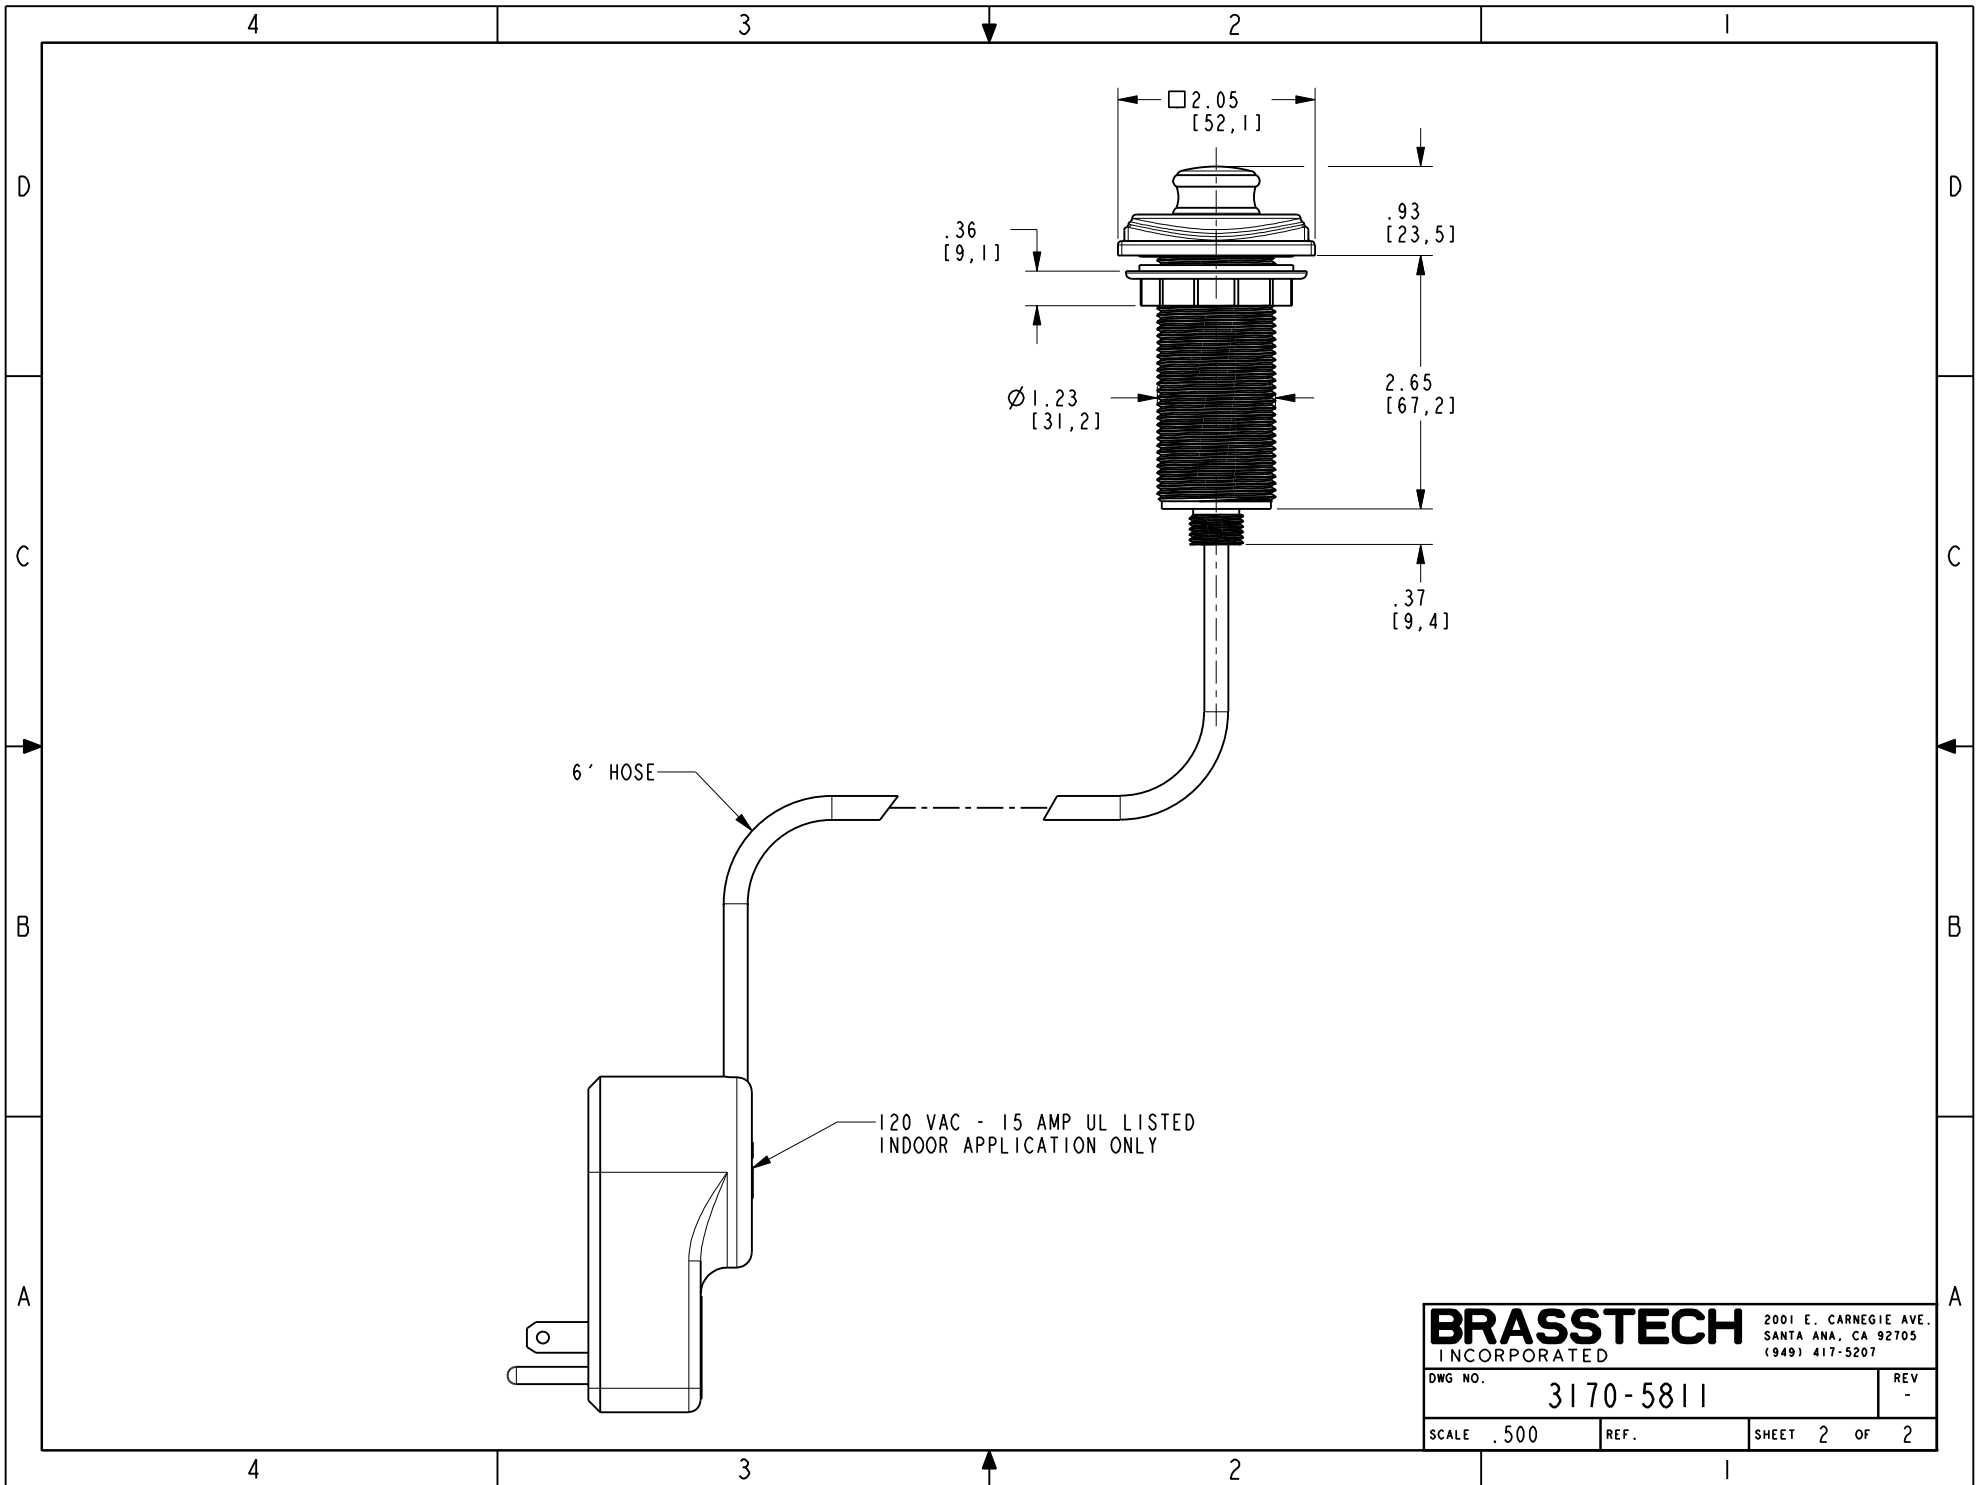 4 3 2 1
D D
□2.05
[52,1]
.93
[23,5]
.36
[9,1]
2.65
[67,2]
Ø1.23
[31,2]
C C
.37
[9,4]
6' HOSE
B B
120 VAC - 15 AMP UL LISTED
INDOOR APPLICATION ONLY
A A
BRASSTECH
INCORPORATED
2001 E. CARNEGIE AVE.
SANTA ANA, CA 92705
(949) 417-5207
DWG NO.
3170-5811
REV
-
SCALE .500
REF.
SHEET 2 OF 2
4 3 2 1